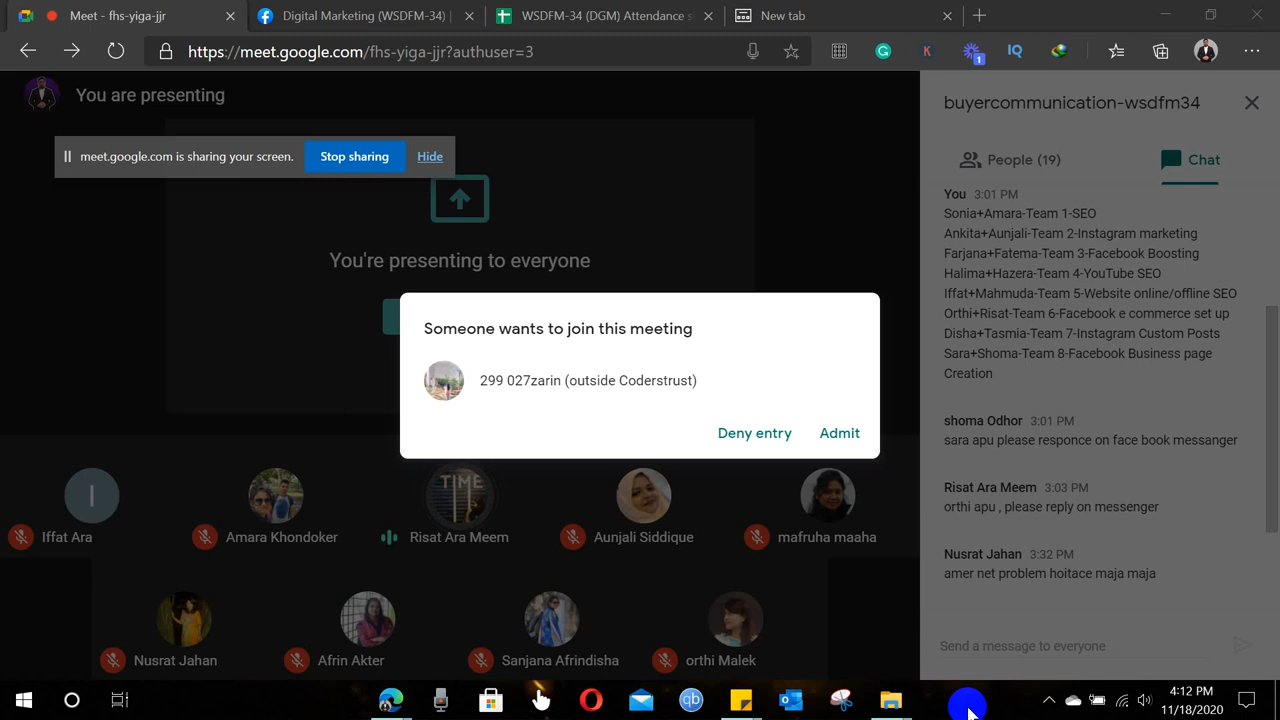 Meet - fhs-yiga-jjr
Digital Marketing (WSDFM-34) |
WSDFM-34 (DGM) Attendance s
New tab
https://meet.google.com/fhs-yiga-jjr?authuser=3
You are presenting
meet.google.com is sharing your screen.
Stop sharing
Hide
You're presenting to everyone
Someone wants to join this meeting
299 027zarin (outside Coderstrust)
Deny entry
Admit
I
Iffat Ara
Amara Khondoker
TIME
Risat Ara Meem
Aunjali Siddique
mafruha maaha
Nusrat Jahan
Afrin Akter
Sanjana Afrindisha
orthi Malek
buyercommunication-wsdfm34
People (19)
Chat
You 3:01 PM
Sonia+Amara-Team 1-SEO
Ankita+Aunjali-Team 2-Instagram marketing
Farjana+Fatema-Team 3-Facebook Boosting
Halima+Hazera-Team 4-YouTube SEO
Iffat+Mahmuda-Team 5-Website online/offline SEO
Orthi+Risat-Team 6-Facebook e commerce set up
Disha+Tasmia-Team 7-Instagram Custom Posts
Sara+Shoma-Team 8-Facebook Business page
Creation
shoma Odhor 3:01 PM
sara apu please responce on face book messanger
Risat Ara Meem 3:03 PM
orthi apu , please reply on messenger
Nusrat Jahan 3:32 PM
amer net problem hoitace maja maja
Send a message to everyone
K
1
IQ
qb
4:12 PM
11/18/2020